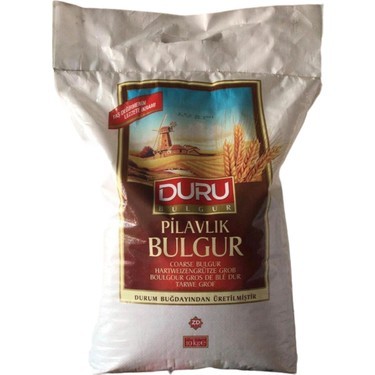 DURU
BULGUR
PİLAVLIK
BULGUR
COARSE BULGUR
HARTWEIZENGRÜTZE GROB
BOULGOUR GROS DE BLÉ DUR
TARWE GROF
DURUM BUĞDAYINDAN ÜRETİLMİŞTİR